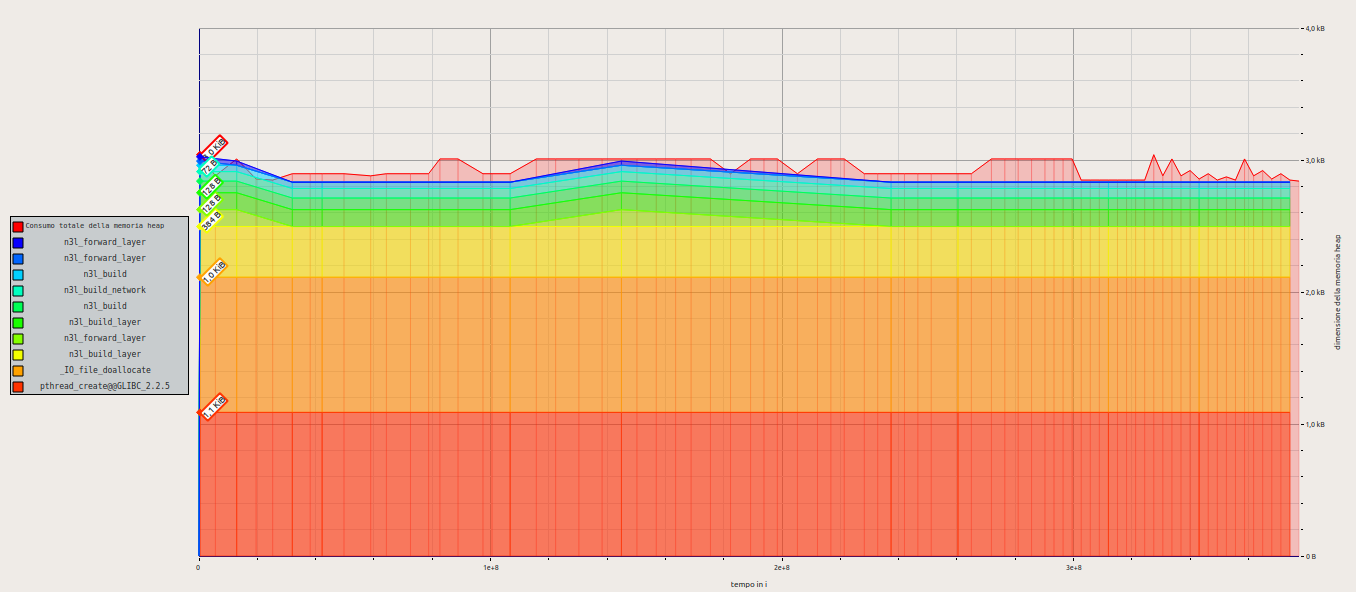 4,0 kB
3,0 kB
2,0 kB
1,0 kB
0 B
dimensione della memoria heap
0
1e+8
2e+8
3e+8
tempo in i
72 B
128 B
128 B
384 B
1,0 KiB
1,1 KiB
Consumo totale della memoria heap
n3l_forward_layer
n3l_forward_layer
n3l_build
n3l_build_network
n3l_build
n3l_build_layer
n3l_forward_layer
n3l_build_layer
_IO_file_doallocate
pthread_create@@GLIBC_2.2.5